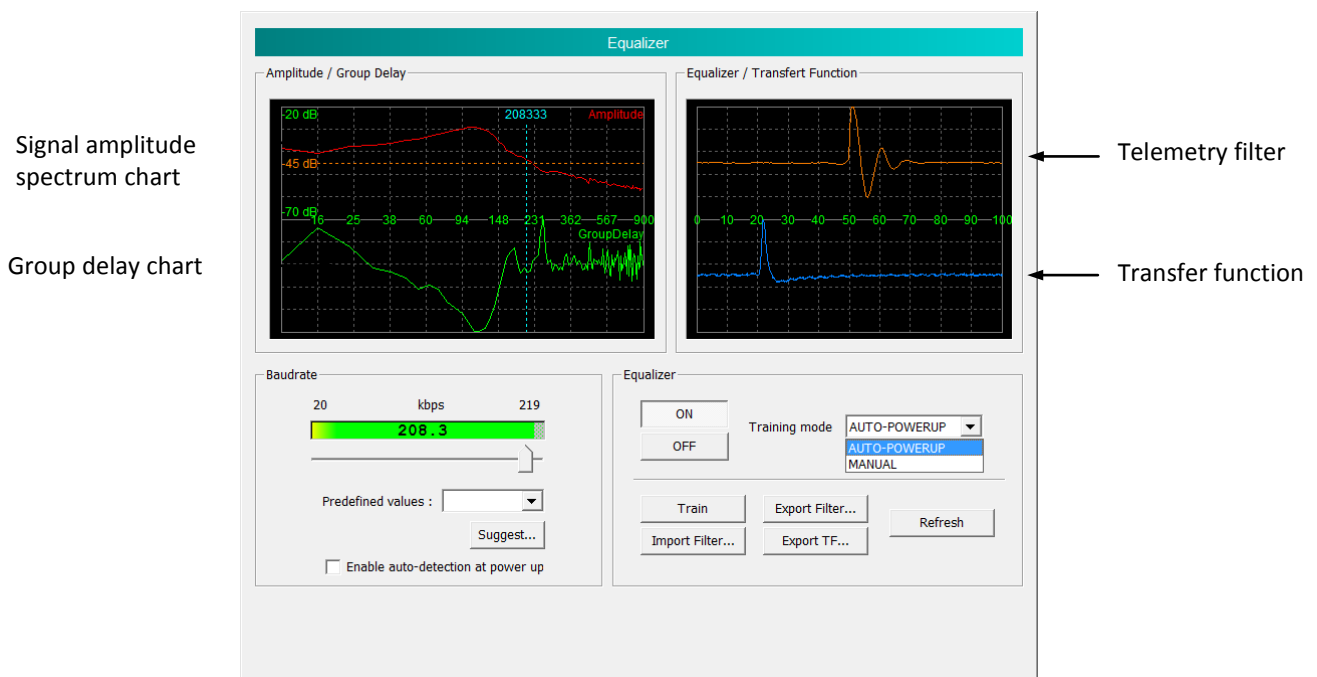 Equalizer
Amplitude / Group Delay
Equalizer / Transfert Function
-20 dB
208333
Amplitude
-45 dB
-70 dB
16 25 38 60 94 148 231 362 567 900
GroupDelay
0 10 20 30 40 50 60 70 80 90 100
Signal amplitude
spectrum chart
Group delay chart
Telemetry filter
Transfer function
Baudrate
20 kbps 219
208.3
Predefined values :
Suggest...
Enable auto-detection at power up
Equalizer
ON
OFF
Training mode
AUTO-POWERUP
AUTO-POWERUP
MANUAL
Train
Export Filter...
Refresh
Import Filter...
Export TF...